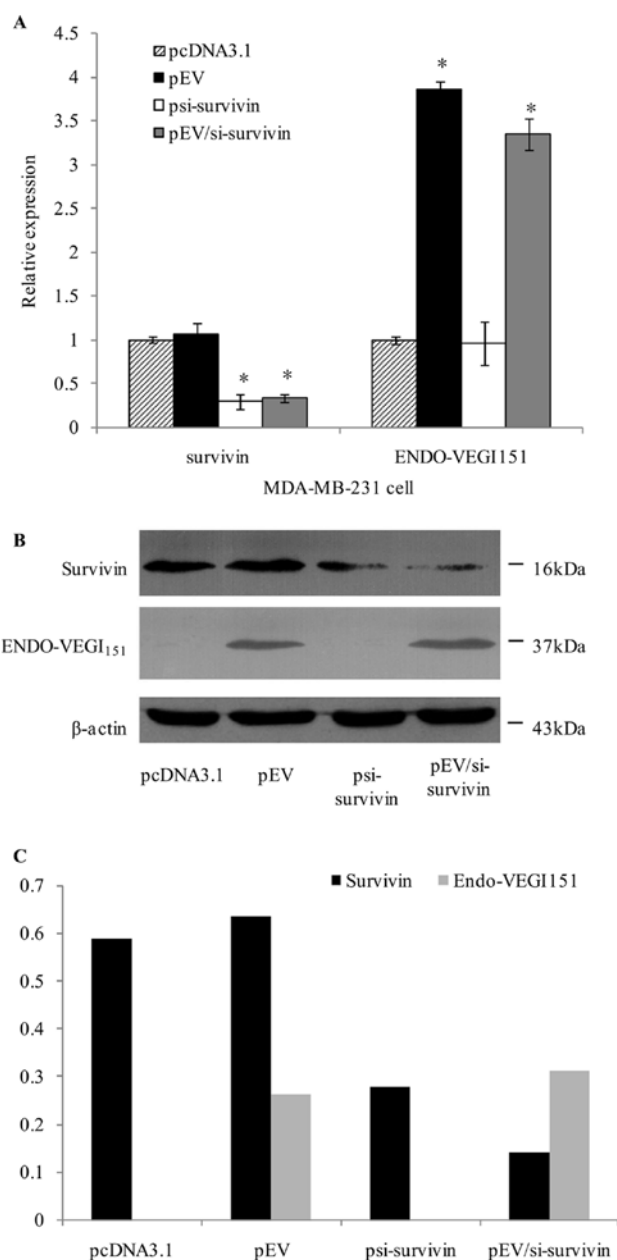 A
4.5
4
3.5
3
2.5
2
1.5
1
0.5
0
Relative expression
pcDNA3.1
pEV
psi-survivin
pEV/si-survivin
*
*
*
*
survivin ENDO-VEGI151
MDA-MB-231 cell
B
Survivin 16kDa
ENDO-VEGI₁₅₁ 37kDa
β-actin 43kDa
pcDNA3.1 pEV psi-survivin pEV/si-survivin
C
Survivin Endo-VEGI151
0.7
0.6
0.5
0.4
0.3
0.2
0.1
0
pcDNA3.1 pEV psi-survivin pEV/si-survivin